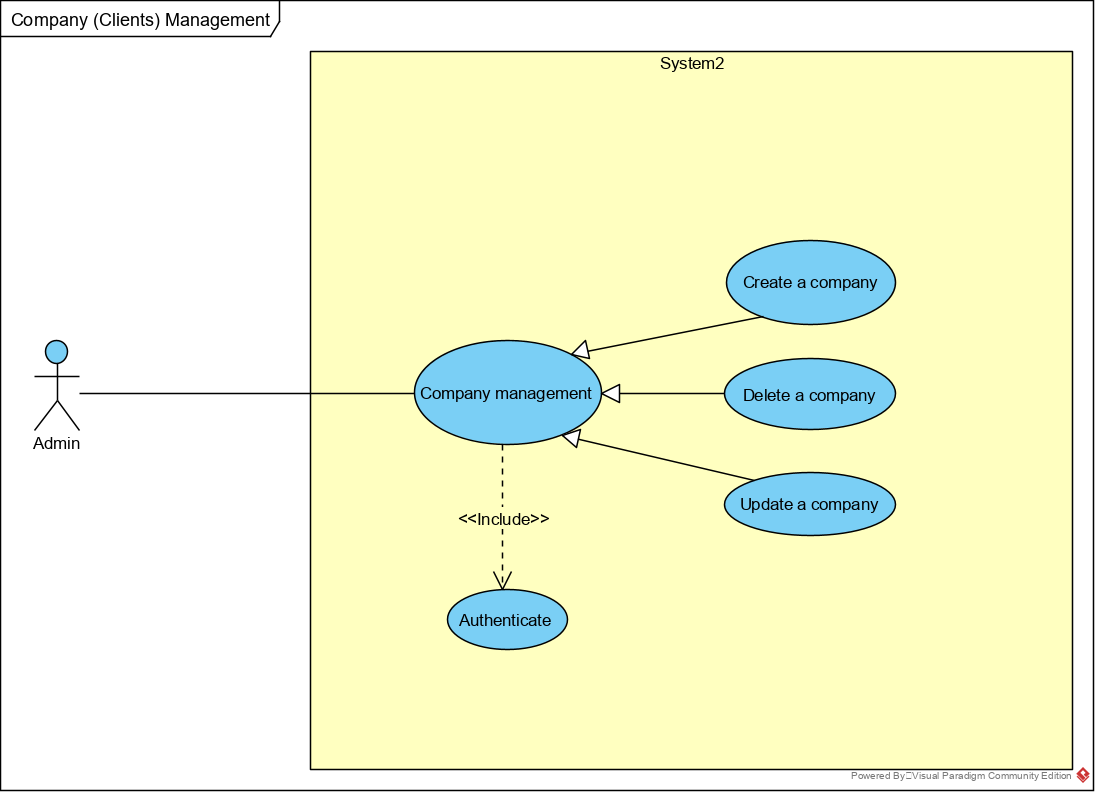 Company (Clients) Management
System2
Create a company
Company management
Delete a company
Admin
Update a company
<<Include>>
Authenticate
Powered By Visual Paradigm Community Edition